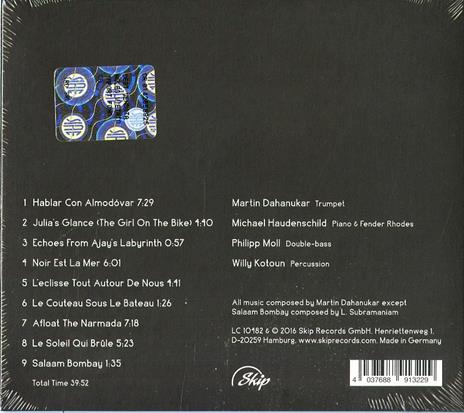 1 Hablar Con Almodóvar 7:29
2 Julia's Glance (The Girl On The Bike) 4:40
3 Echoes From Ajay's Labyrinth 0:57
4 Noir Est La Mer 6:01
5 L'eclisse Tout Autour De Nous 4:41
6 Le Couteau Sous Le Bateau 1:26
7 Afloat The Narmada 7:18
8 Le Soleil Qui Brûle 5:23
9 Salaam Bombay 1:35
Total Time 39:52
Martin Dahanukar Trumpet
Michael Haudenschild Piano & Fender Rhodes
Philipp Moll Double-bass
Willy Kotoun Percussion
All music composed by Martin Dahanukar except
Salaam Bombay composed by L. Subramaniam
LC 10482 & © 2016 Skip Records GmbH, Henriettenweg 1,
D-20259 Hamburg, www.skiprecords.com. Made in Germany
Skip
4 037688 913229 >